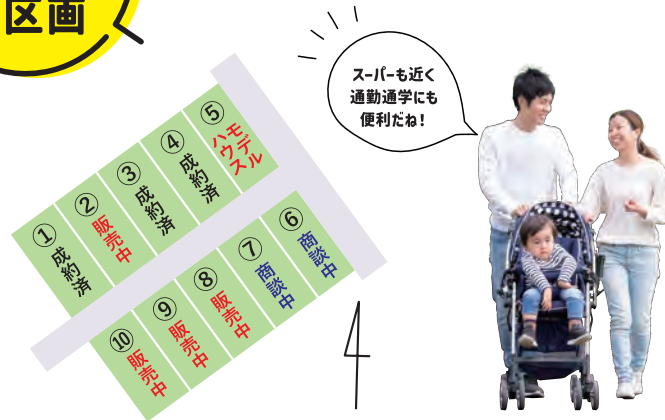 区画
スーパーも近く
通勤通学にも
便利だね！
① 成約済
② 販売中
③ 成約済
④ 成約済
⑤ モデル
ハウス
⑥ 商談中
⑦ 商談中
⑧ 販売中
⑨ 販売中
⑩ 販売中
4